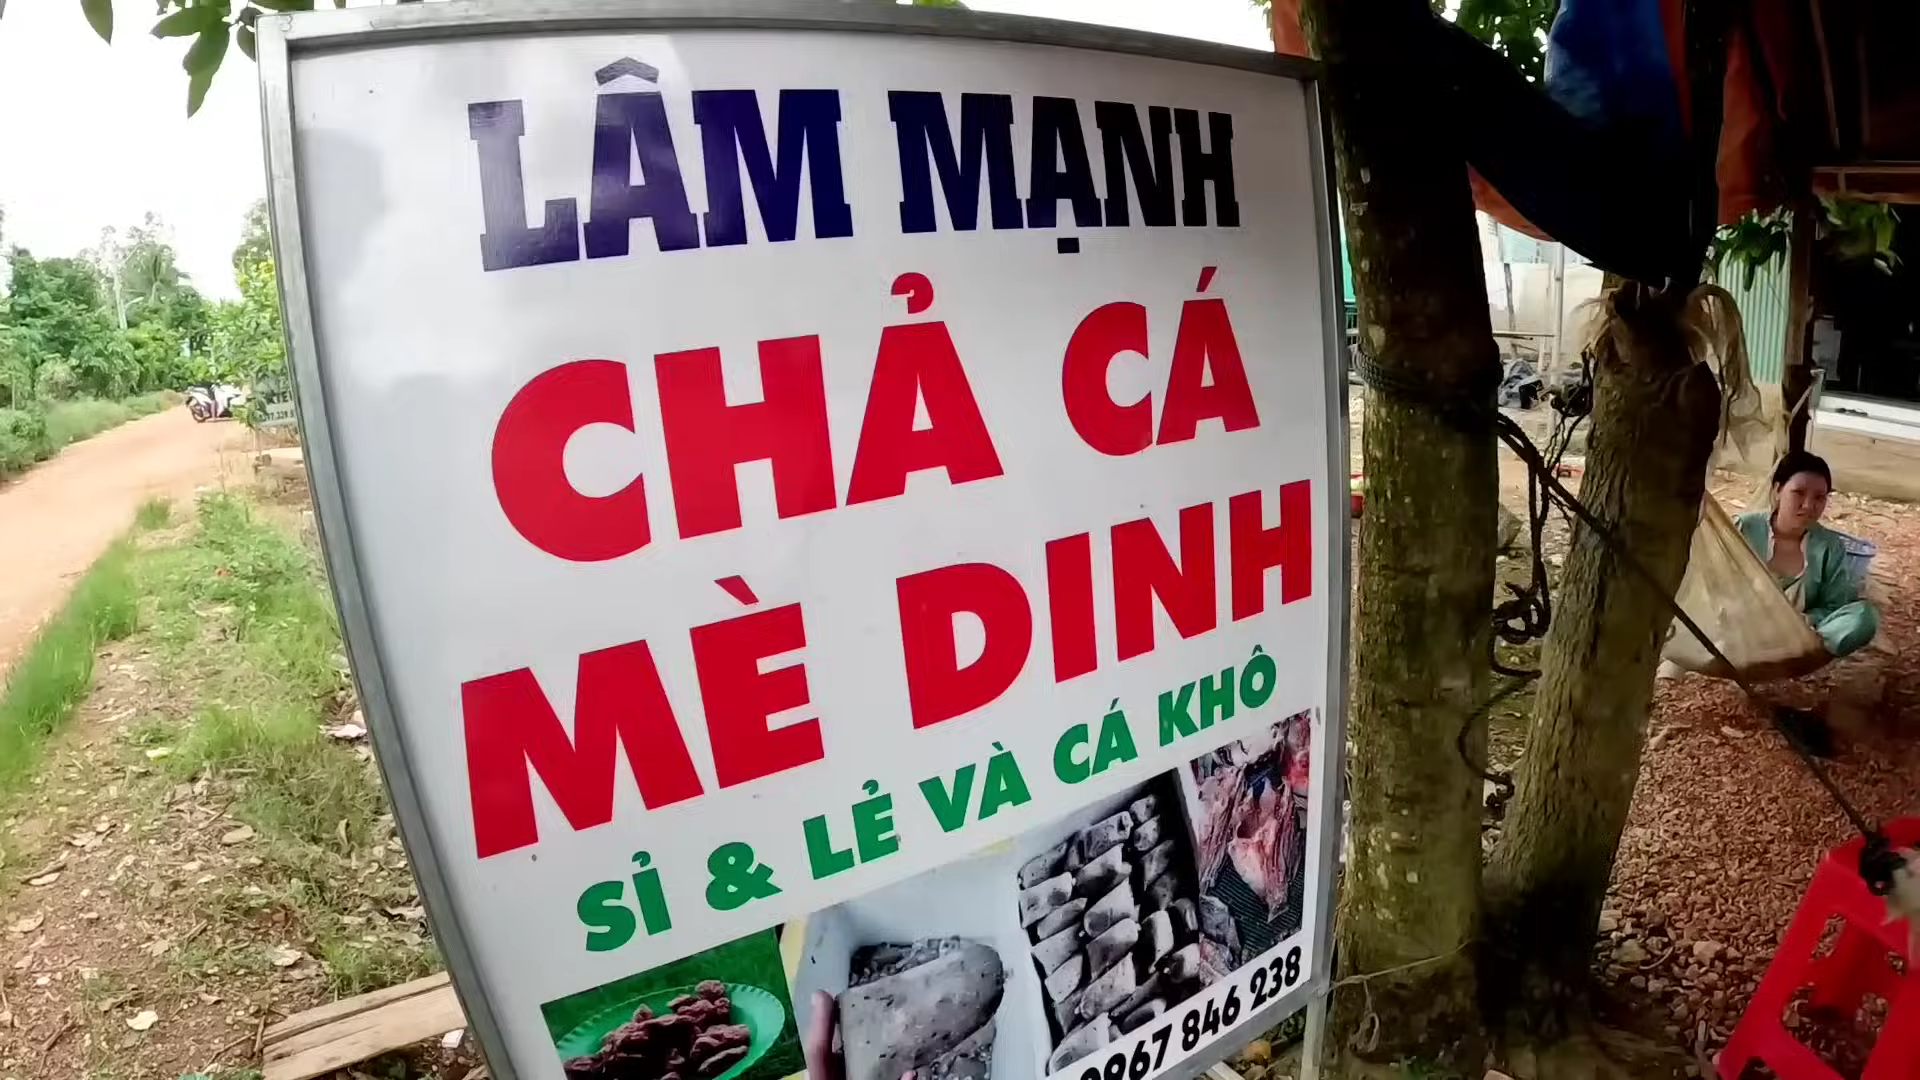 LÂM MẠNH
CHẢ CÁ
MÈ DINH
SỈ & LẺ VÀ CÁ KHÔ
0967 846 238